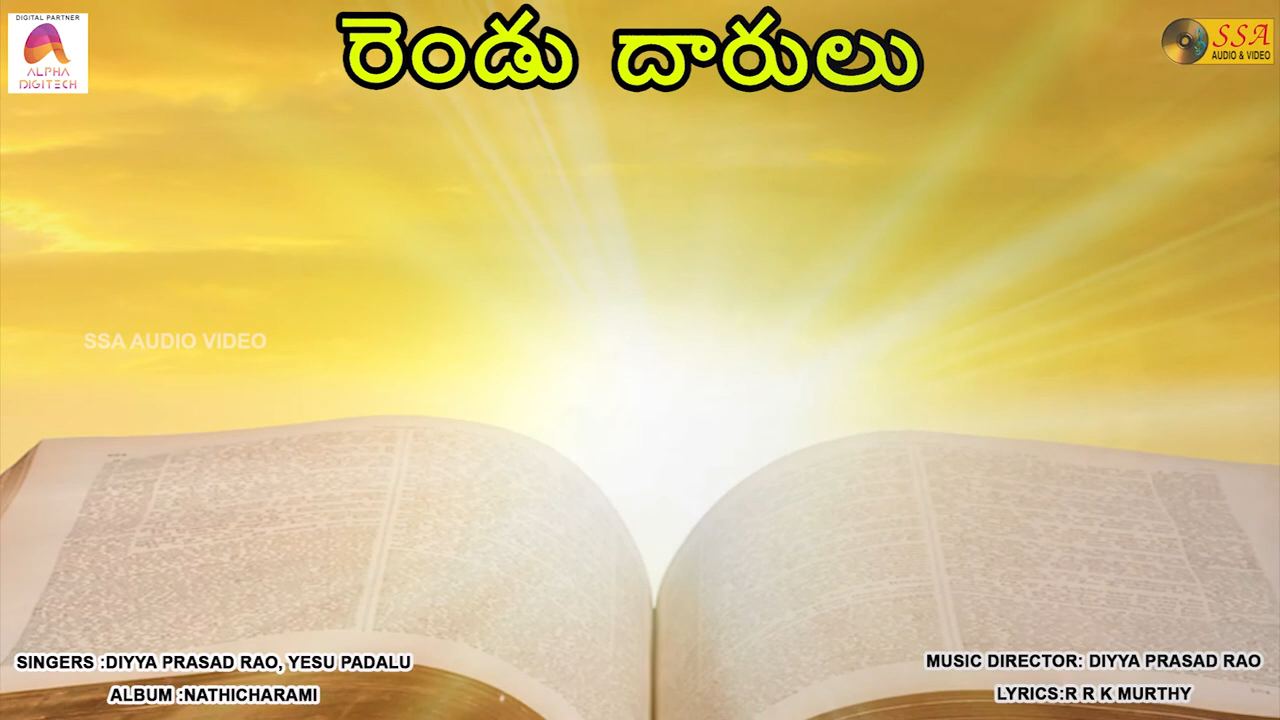 DIGITAL PARTNER
ALPHA
DIGITECH
రెండు దారులు
SSA
AUDIO & VIDEO
SSA AUDIO VIDEO
SINGERS :DIYYA PRASAD RAO, YESU PADALU
ALBUM :NATHICHARAMI
MUSIC DIRECTOR: DIYYA PRASAD RAO
LYRICS:R R K MURTHY